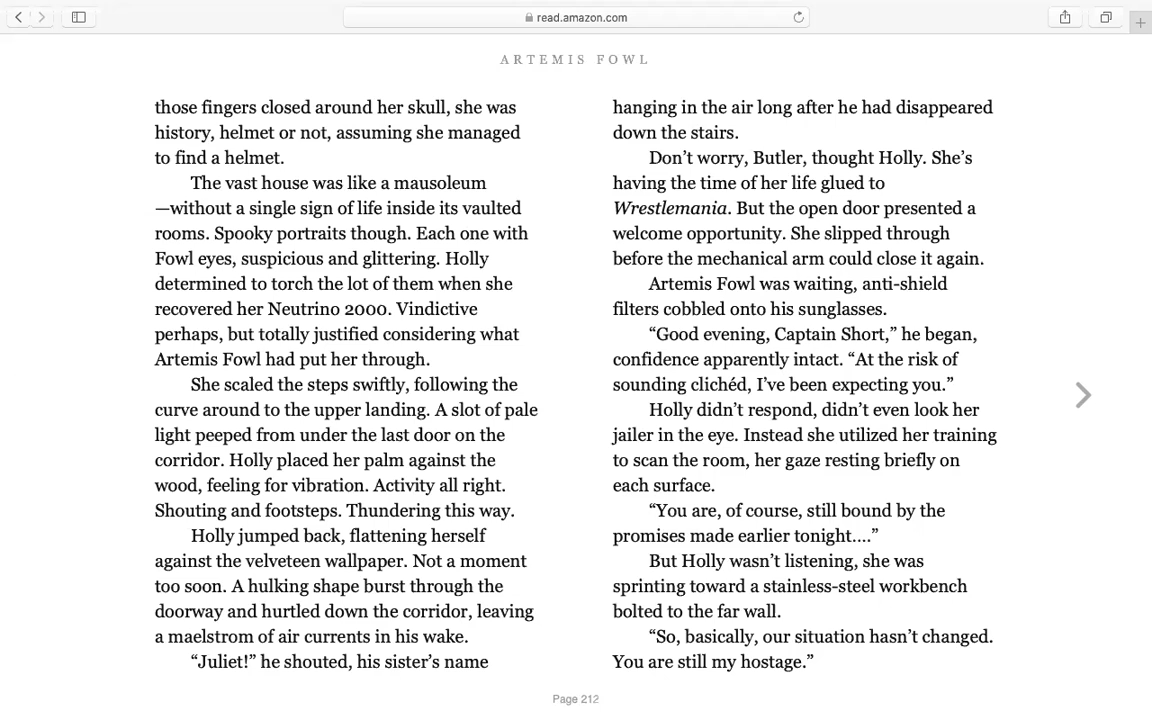 read.amazon.com
ARTEMIS FOWL
those fingers closed around her skull, she was
history, helmet or not, assuming she managed
to find a helmet.
The vast house was like a mausoleum
—without a single sign of life inside its vaulted
rooms. Spooky portraits though. Each one with
Fowl eyes, suspicious and glittering. Holly
determined to torch the lot of them when she
recovered her Neutrino 2000. Vindictive
perhaps, but totally justified considering what
Artemis Fowl had put her through.
She scaled the steps swiftly, following the
curve around to the upper landing. A slot of pale
light peeped from under the last door on the
corridor. Holly placed her palm against the
wood, feeling for vibration. Activity all right.
Shouting and footsteps. Thundering this way.
Holly jumped back, flattening herself
against the velveteen wallpaper. Not a moment
too soon. A hulking shape burst through the
doorway and hurtled down the corridor, leaving
a maelstrom of air currents in his wake.
“Juliet!” he shouted, his sister’s name
hanging in the air long after he had disappeared
down the stairs.
Don’t worry, Butler, thought Holly. She’s
having the time of her life glued to
Wrestlemania. But the open door presented a
welcome opportunity. She slipped through
before the mechanical arm could close it again.
Artemis Fowl was waiting, anti-shield
filters cobbled onto his sunglasses.
“Good evening, Captain Short,” he began,
confidence apparently intact. “At the risk of
sounding clichéd, I’ve been expecting you.”
Holly didn’t respond, didn’t even look her
jailer in the eye. Instead she utilized her training
to scan the room, her gaze resting briefly on
each surface.
“You are, of course, still bound by the
promises made earlier tonight....”
But Holly wasn’t listening, she was
sprinting toward a stainless-steel workbench
bolted to the far wall.
“So, basically, our situation hasn’t changed.
You are still my hostage.”
Page 212